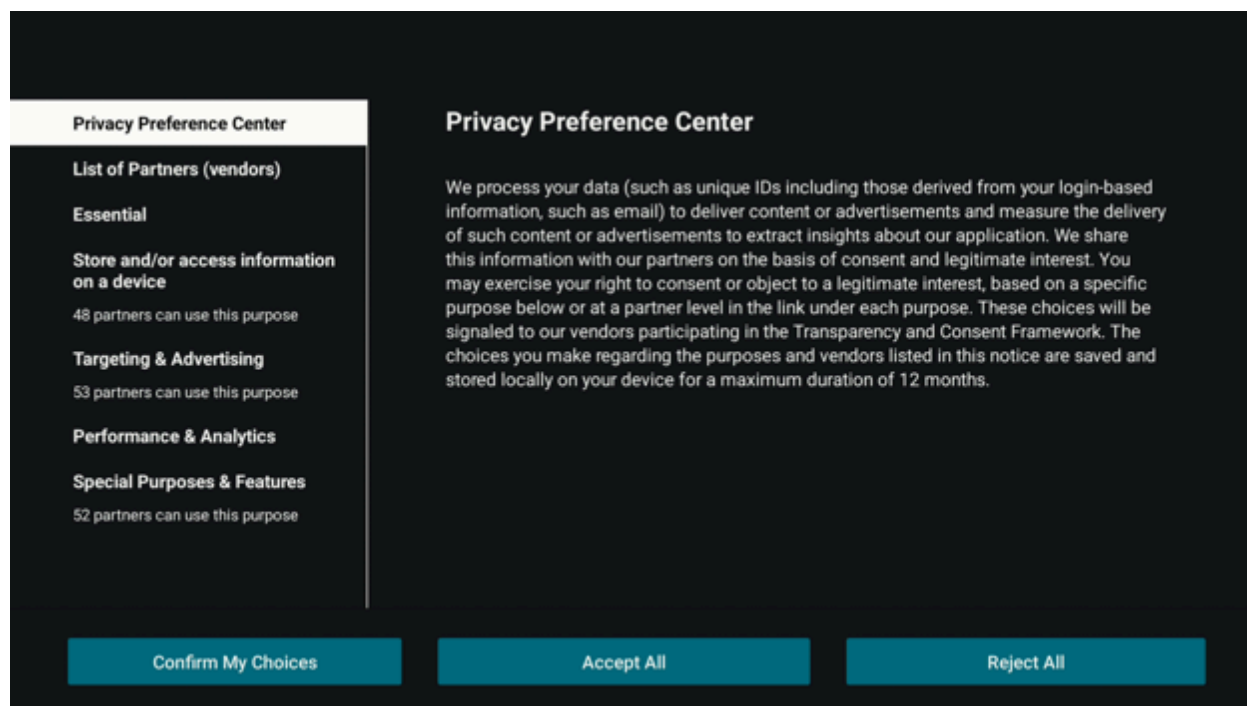 Privacy Preference Center
List of Partners (vendors)
Essential
Store and/or access information
on a device
48 partners can use this purpose
Targeting & Advertising
53 partners can use this purpose
Performance & Analytics
Special Purposes & Features
52 partners can use this purpose
Privacy Preference Center
We process your data (such as unique IDs including those derived from your login-based
information, such as email) to deliver content or advertisements and measure the delivery
of such content or advertisements to extract insights about our application. We share
this information with our partners on the basis of consent and legitimate interest. You
may exercise your right to consent or object to a legitimate interest, based on a specific
purpose below or at a partner level in the link under each purpose. These choices will be
signaled to our vendors participating in the Transparency and Consent Framework. The
choices you make regarding the purposes and vendors listed in this notice are saved and
stored locally on your device for a maximum duration of 12 months.
Confirm My Choices
Accept All
Reject All